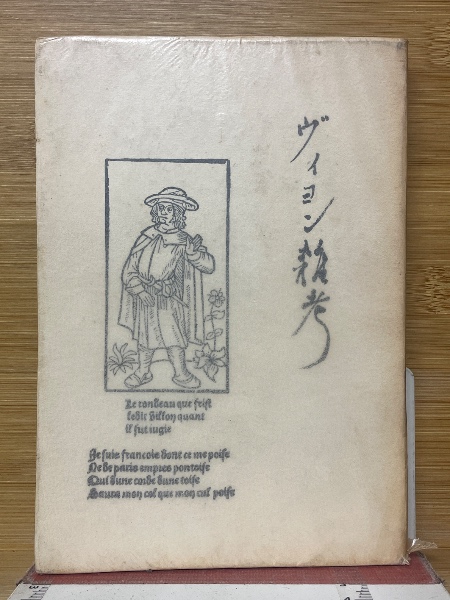 ヴィヨン雑考
Le rondeau que feist
ledit villon quant
il fut iugie
Je suis francois dont ce me poise
Ne de paris empres pontoise
Qui dune corde dune toise
Saura mon col que mon cul poise